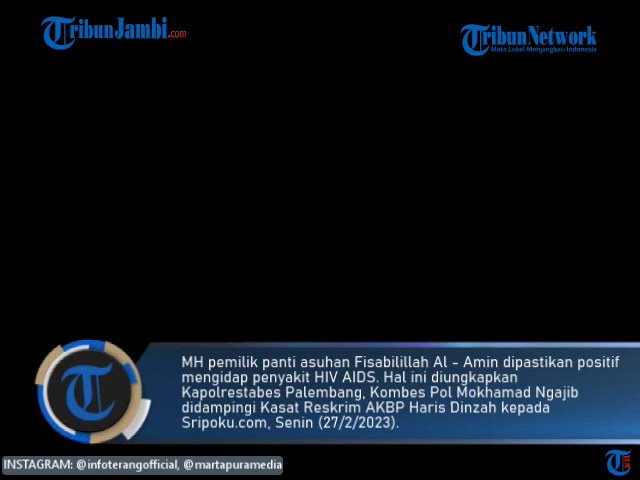 TribunJambi.com
TribunNetwork
Mata Lokal Menjangkau Indonesia
MH pemilik panti asuhan Fisabilillah Al - Amin dipastikan positif
mengidap penyakit HIV AIDS. Hal ini diungkapkan
Kapolrestabes Palembang, Kombes Pol Mokhamad Ngajib
didampingi Kasat Reskrim AKBP Haris Dinzah kepada
Sripoku.com, Senin (27/2/2023).
INSTAGRAM: @infoterangofficial, @martapuramedia